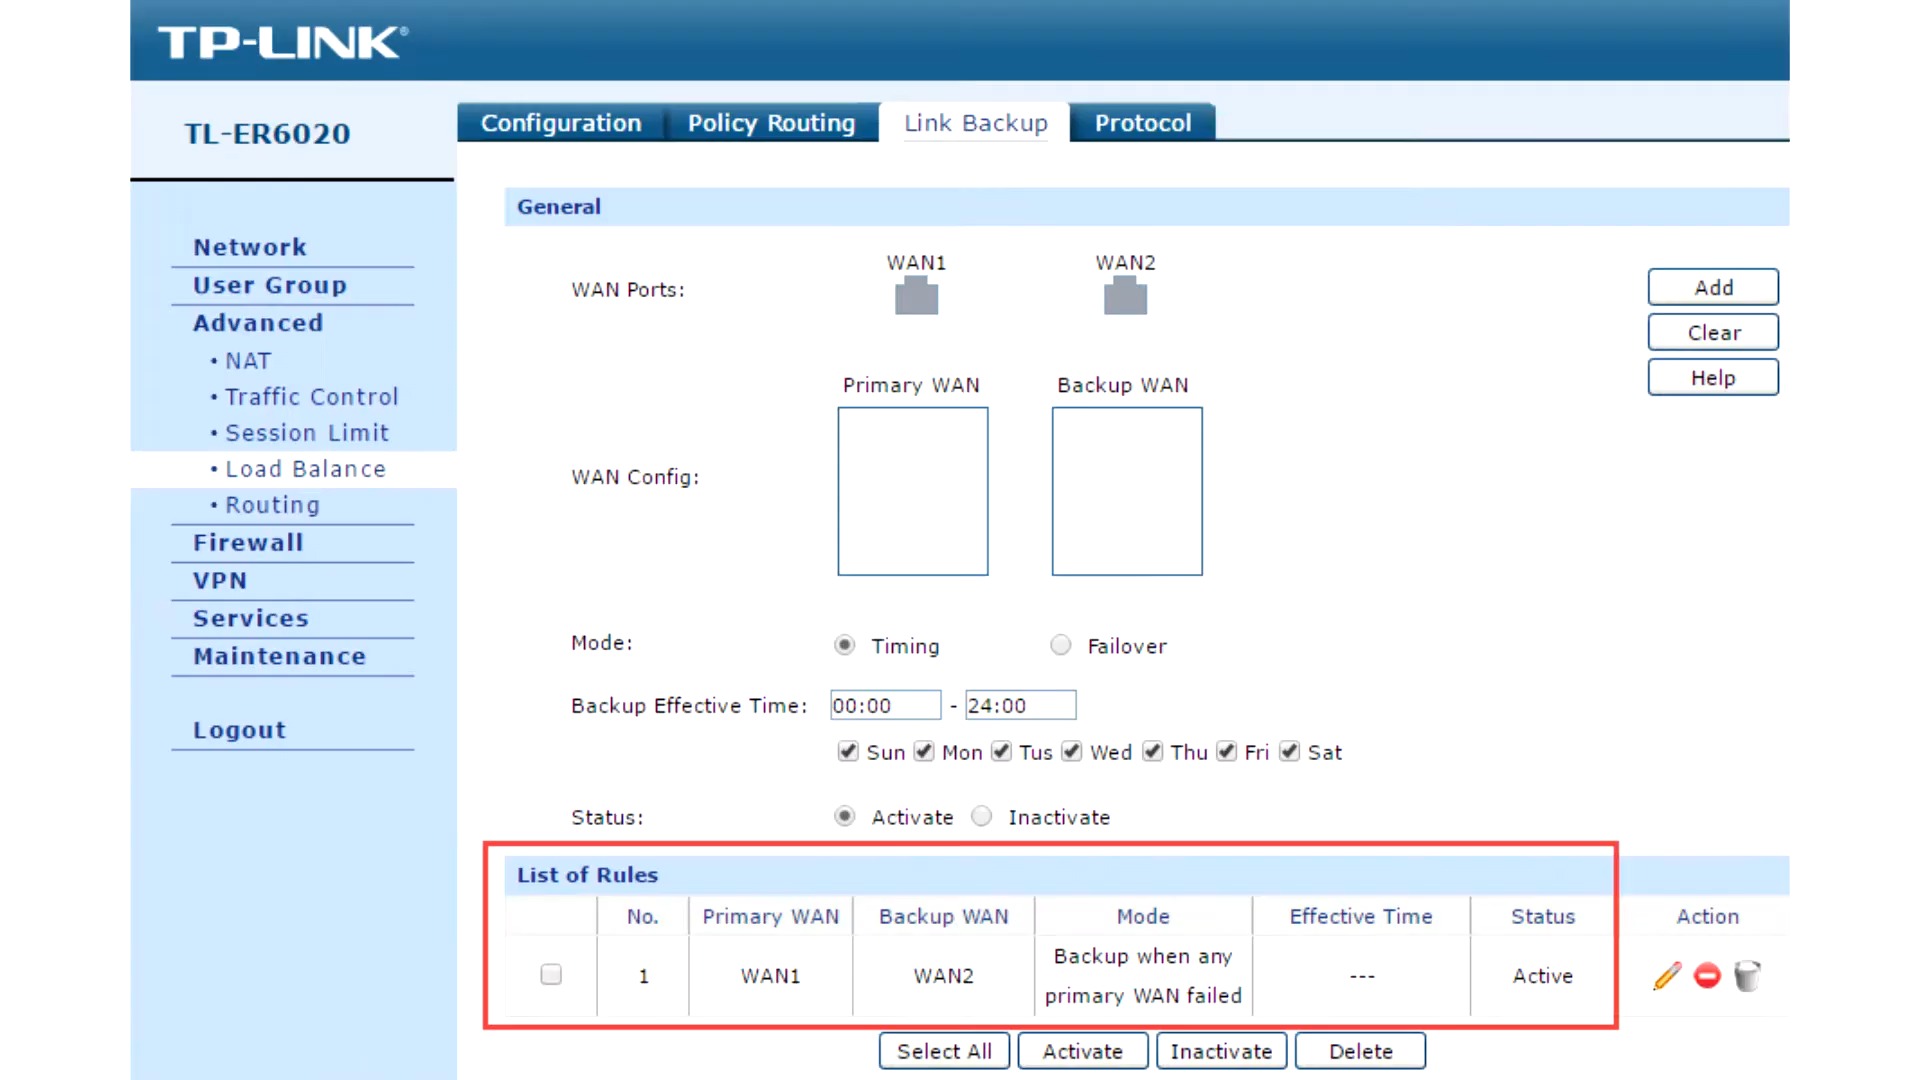 TP-LINK®
TL-ER6020
Configuration Policy Routing Link Backup Protocol
Network
User Group
Advanced
• NAT
• Traffic Control
• Session Limit
• Load Balance
• Routing
Firewall
VPN
Services
Maintenance
Logout
General
WAN Ports:
WAN1 WAN2
Add
Clear
Help
WAN Config:
Primary WAN Backup WAN
Mode: Timing Failover
Backup Effective Time: 00:00 - 24:00
Sun Mon Tus Wed Thu Fri Sat
Status: Activate Inactivate
List of Rules
No. Primary WAN Backup WAN Mode Effective Time Status Action
1 WAN1 WAN2 Backup when any primary WAN failed --- Active
Select All Activate Inactivate Delete